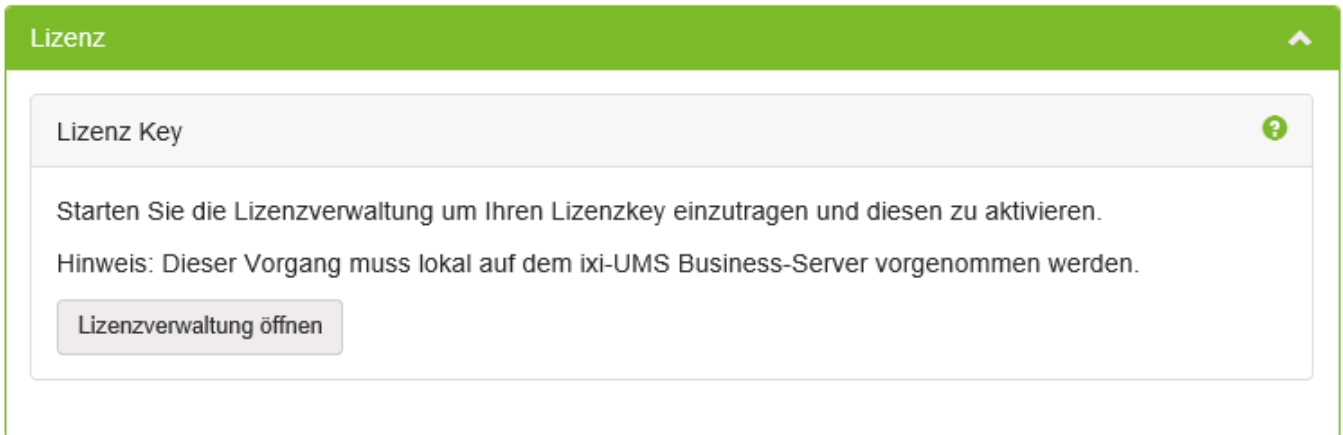 Lizenz
Lizenz Key
Starten Sie die Lizenzverwaltung um Ihren Lizenzkey einzutragen und diesen zu aktivieren.
Hinweis: Dieser Vorgang muss lokal auf dem ixi-UMS Business-Server vorgenommen werden.
Lizenzverwaltung öffnen